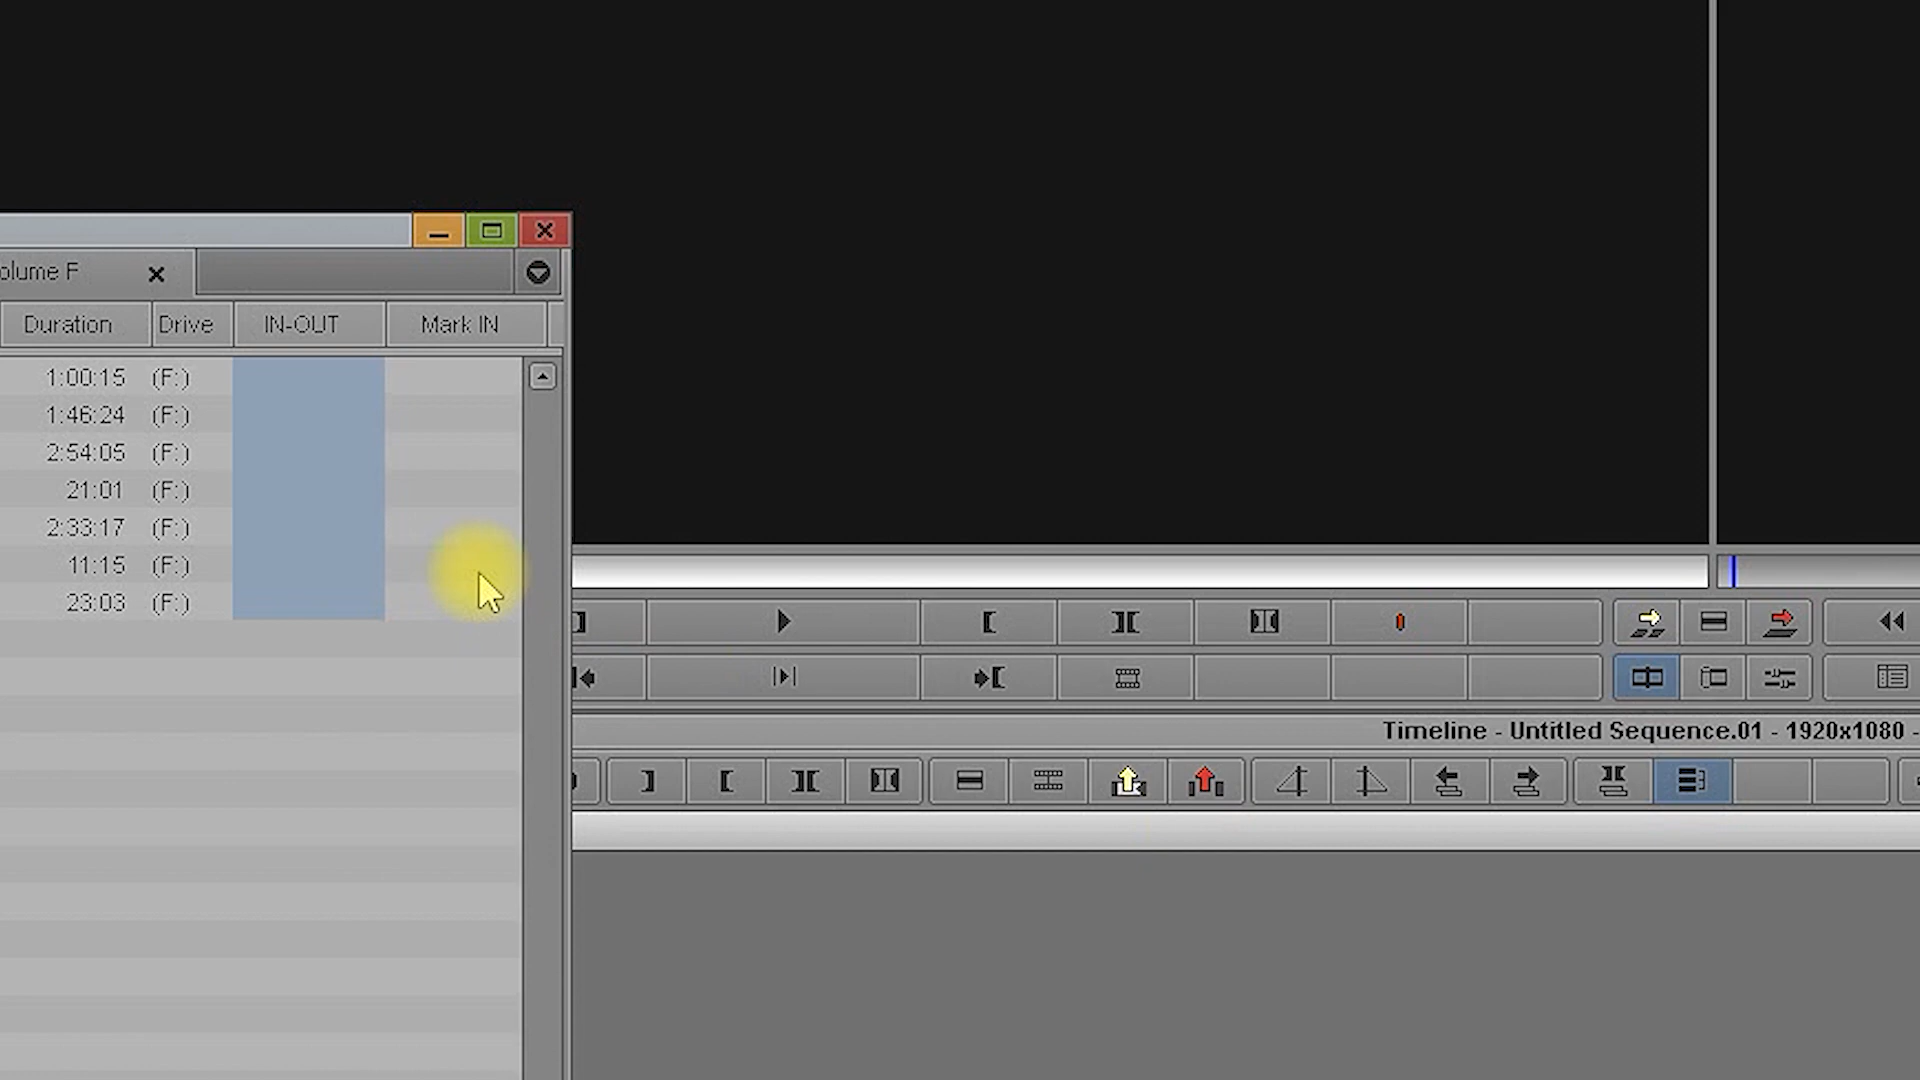 olume F
Duration Drive IN-OUT Mark IN
1:00:15 (F:)
1:46:24 (F:)
2:54:05 (F:)
21:01 (F:)
2:33:17 (F:)
11:15 (F:)
23:03 (F:)
Timeline - Untitled Sequence.01 - 1920x1080 -